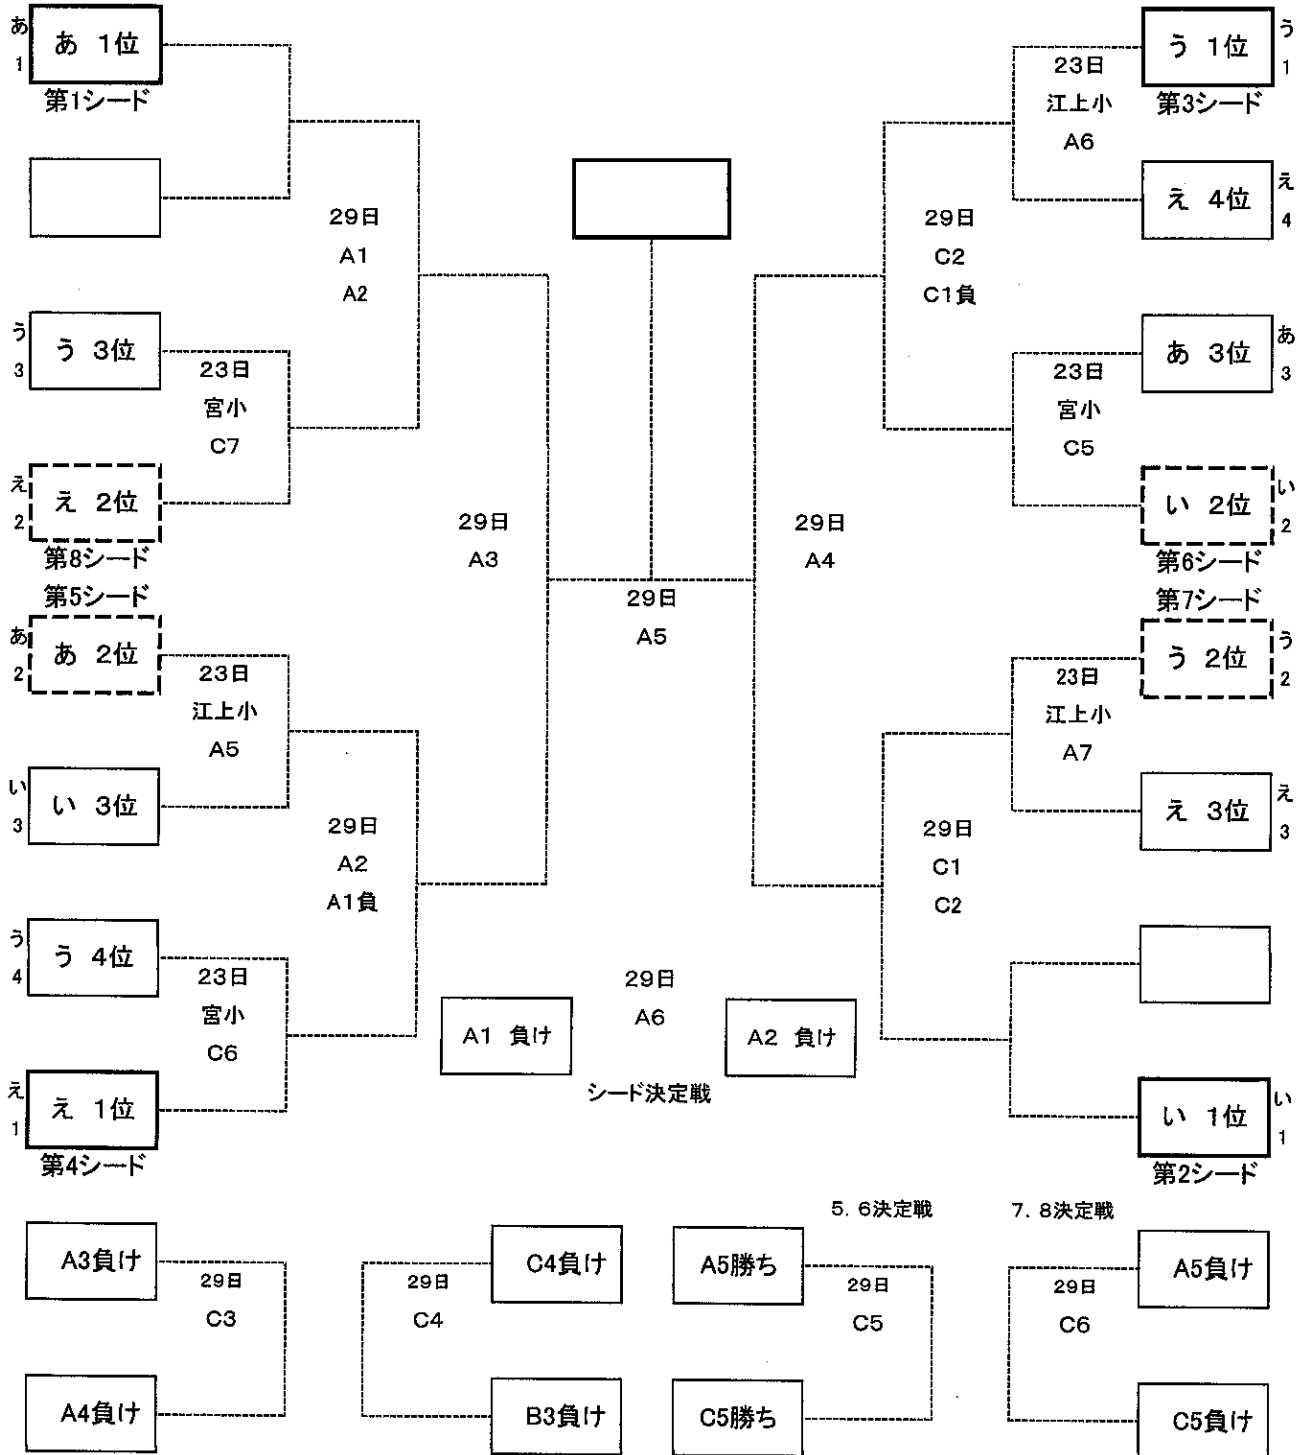 あ
1
あ 1位
第1シード
う
3
う 3位
え
2
え 2位
第8シード
第5シード
あ
2
あ 2位
い
3
い 3位
う
4
う 4位
え
1
え 1位
第4シード
23日
宮小
C7
23日
江上小
A5
23日
宮小
C6
29日
A1
A2
29日
A2
A1負
29日
A3
29日
A5
29日
A4
29日
C2
C1負
29日
C1
C2
23日
江上小
A6
23日
宮小
C5
23日
江上小
A7
う 1位
う
1
第3シード
え 4位
え
4
あ 3位
あ
3
い 2位
い
2
第6シード
第7シード
う 2位
う
2
え 3位
え
3
い 1位
い
1
第2シード
A1 負け
29日
A6
A2 負け
シード決定戦
A3負け
29日
C3
A4負け
C4負け
29日
C4
B3負け
5. 6決定戦
A5勝ち
29日
C5
C5勝ち
7. 8決定戦
A5負け
29日
C6
C5負け